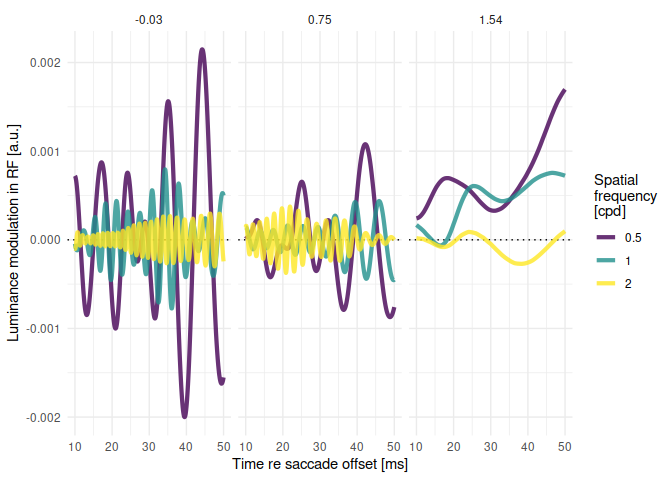 -0.03 0.75 1.54
Luminance modulation in RF [a.u.]
0.002
0.001
0.000
-0.001
-0.002
10 20 30 40 50 10 20 30 40 50 10 20 30 40 50
Time re saccade offset [ms]
Spatial
frequency
[cpd]
0.5
1
2